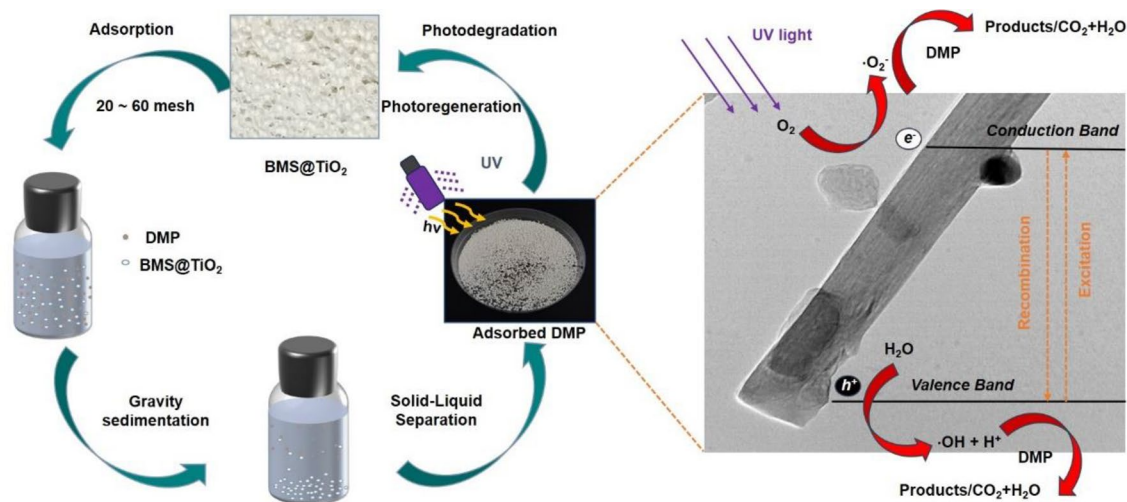 Adsorption
20 ~ 60 mesh
BMS@TiO₂
Photodegradation
Photoregeneration
UV
hν
DMP
BMS@TiO₂
Adsorbed DMP
Gravity
sedimentation
Solid-Liquid
Separation
UV light
O₂
·O₂⁻
DMP
Products/CO₂+H₂O
e⁻
Conduction Band
Recombination
Excitation
H₂O
h⁺
Valence Band
·OH + H⁺
DMP
Products/CO₂+H₂O